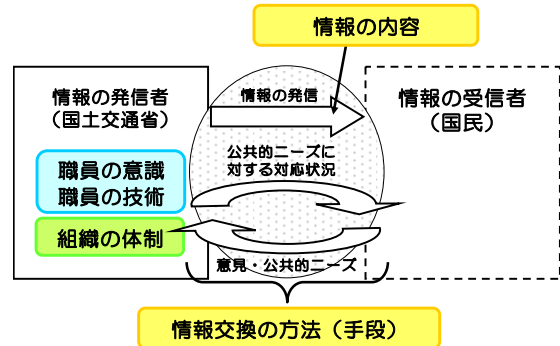 情報の内容
情報の発信者
（国土交通省）
情報の発信
情報の受信者
（国民）
公共的ニーズに
対する対応状況
職員の意識
職員の技術
組織の体制
意見・公共的ニーズ
情報交換の方法（手段）